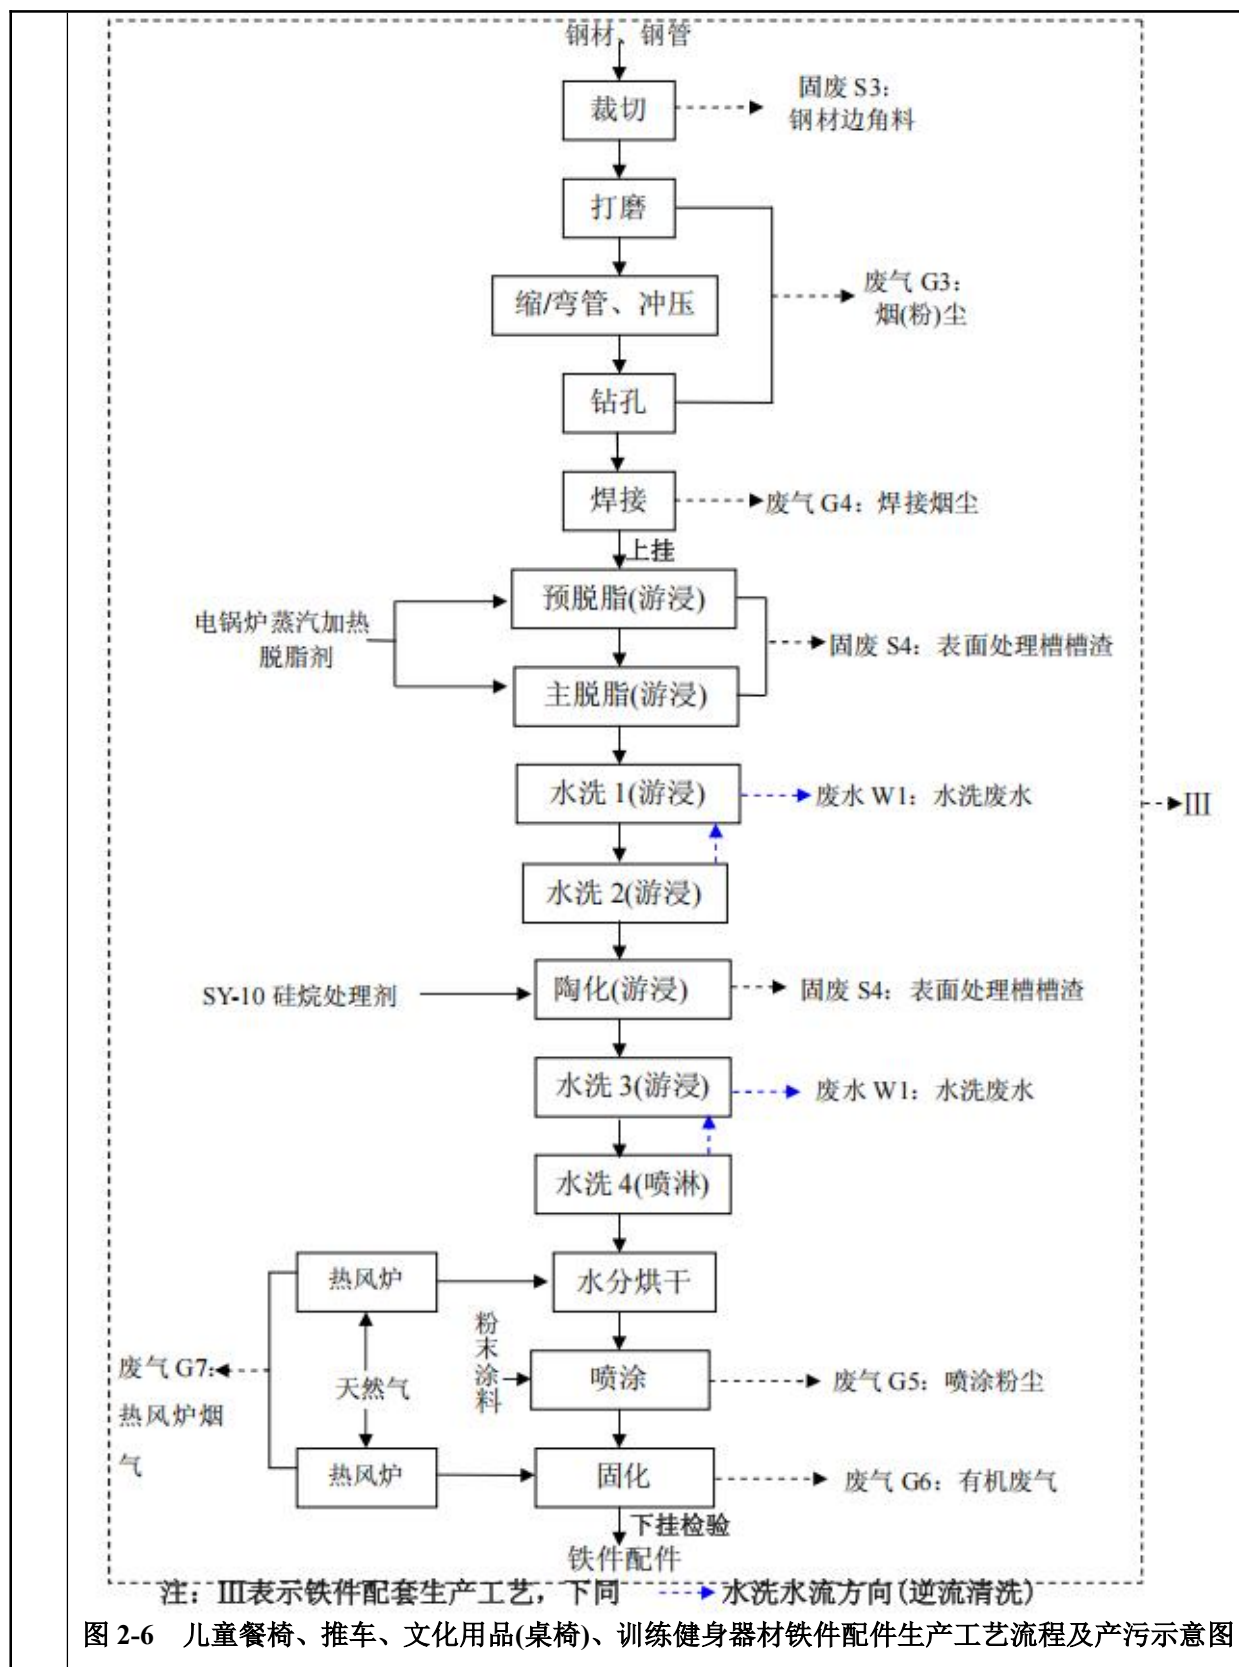 钢材、钢管
裁切
固废 S3：
钢材边角料
打磨
缩/弯管、冲压
废气 G3：
烟(粉)尘
钻孔
焊接
废气 G4：焊接烟尘
上挂
预脱脂(游浸)
电锅炉蒸汽加热
脱脂剂
固废 S4：表面处理槽槽渣
主脱脂(游浸)
水洗 1(游浸)
废水 W1：水洗废水
Ⅲ
水洗 2(游浸)
SY-10 硅烷处理剂
陶化(游浸)
固废 S4：表面处理槽槽渣
水洗 3(游浸)
废水 W1：水洗废水
水洗 4(喷淋)
热风炉
水分烘干
粉末涂料
废气 G7：
热风炉烟
气
天然气
喷涂
废气 G5：喷涂粉尘
热风炉
固化
废气 G6：有机废气
下挂检验
铁件配件
注：Ⅲ表示铁件配套生产工艺，下同 水洗水流方向(逆流清洗)
图 2-6 儿童餐椅、推车、文化用品(桌椅)、训练健身器材铁件配件生产工艺流程及产污示意图